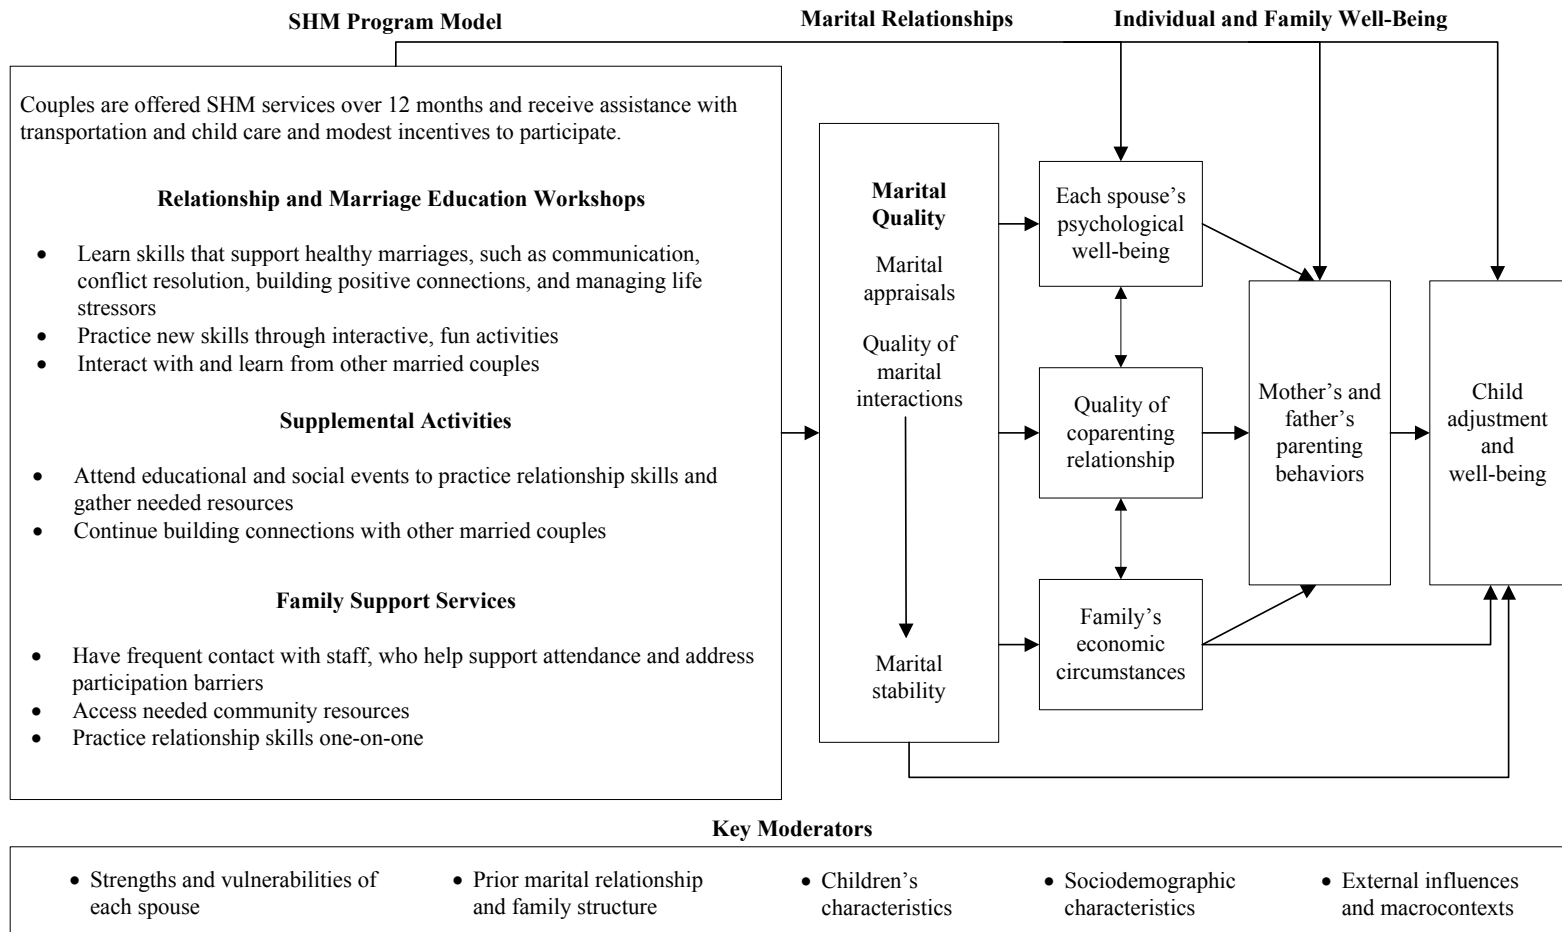 SHM Program Model
Marital Relationships
Individual and Family Well-Being
Couples are offered SHM services over 12 months and receive assistance with
transportation and child care and modest incentives to participate.
Relationship and Marriage Education Workshops
• Learn skills that support healthy marriages, such as communication,
conflict resolution, building positive connections, and managing life
stressors
• Practice new skills through interactive, fun activities
• Interact with and learn from other married couples
Supplemental Activities
• Attend educational and social events to practice relationship skills and
gather needed resources
• Continue building connections with other married couples
Family Support Services
• Have frequent contact with staff, who help support attendance and address
participation barriers
• Access needed community resources
• Practice relationship skills one-on-one
Marital
Quality
Marital
appraisals
Quality of
marital
interactions
Marital
stability
Each spouse’s
psychological
well-being
Quality of
coparenting
relationship
Family’s
economic
circumstances
Mother’s and
father’s
parenting
behaviors
Child
adjustment
and
well-being
Key Moderators
• Strengths and vulnerabilities of
each spouse
• Prior marital relationship
and family structure
• Children’s
characteristics
• Sociodemographic
characteristics
• External influences
and macrocontexts